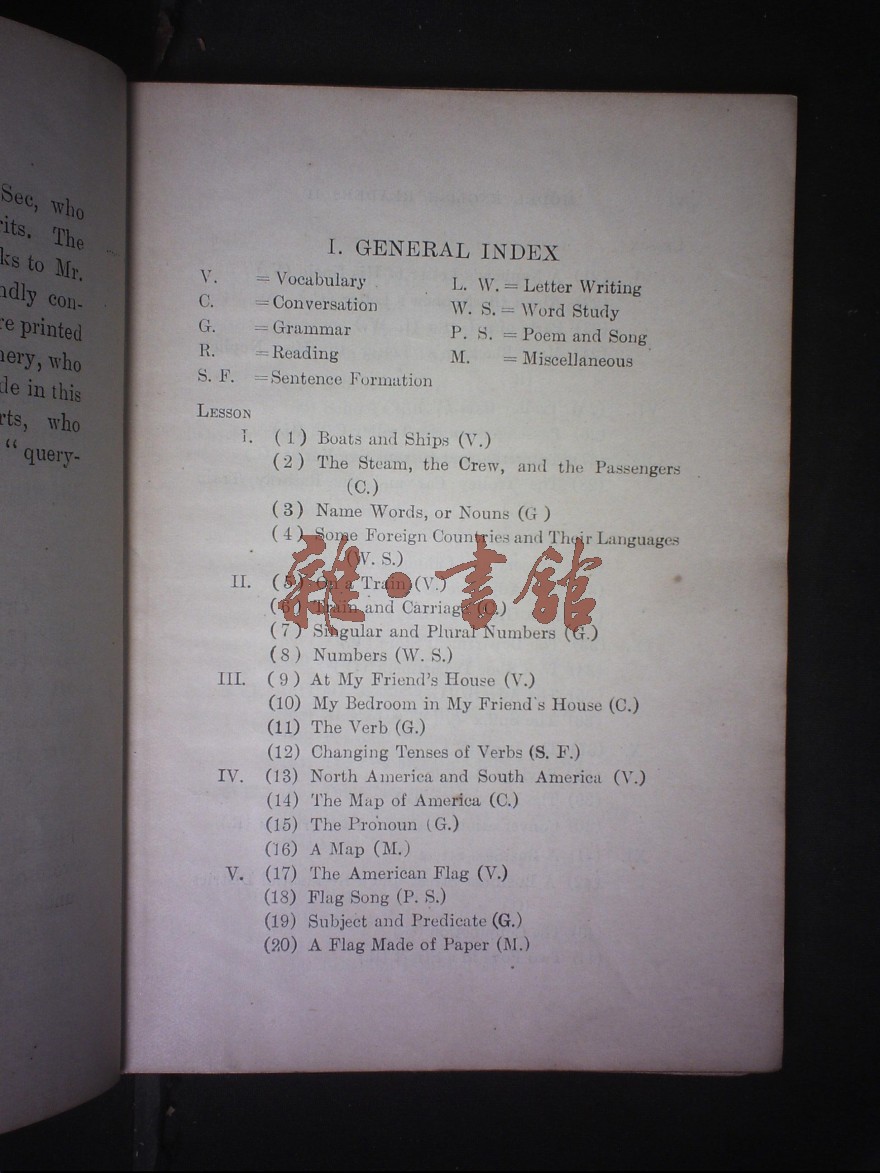 Sec, who
rits. The
ks to Mr.
ndly con-
re printed
nery, who
de in this
rts, who
“ query-
I. GENERAL INDEX
V. = Vocabulary L. W. = Letter Writing
C. = Conversation W. S. = Word Study
G. = Grammar P. S. = Poem and Song
R. = Reading M. = Miscellaneous
S. F. = Sentence Formation
LESSON
I. (1) Boats and Ships (V.)
(2) The Steam, the Crew, and the Passengers
(C.)
(3) Name Words, or Nouns (G )
(4) Some Foreign Countries and Their Languages
(W. S.)
雜·書館
II. (5) On a Train (V.)
(6) Train and Carriage (C.)
(7) Singular and Plural Numbers (G.)
(8) Numbers (W. S.)
III. (9) At My Friend's House (V.)
(10) My Bedroom in My Friend's House (C.)
(11) The Verb (G.)
(12) Changing Tenses of Verbs (S. F.)
IV. (13) North America and South America (V.)
(14) The Map of America (C.)
(15) The Pronoun (G.)
(16) A Map (M.)
V. (17) The American Flag (V.)
(18) Flag Song (P. S.)
(19) Subject and Predicate (G.)
(20) A Flag Made of Paper (M.)